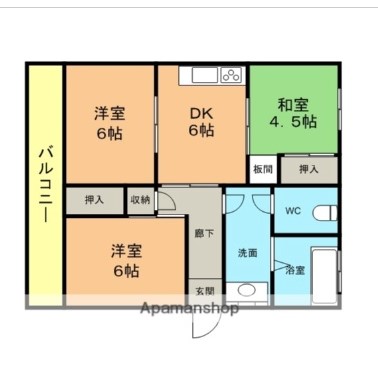 バルコニー
洋室
6帖
DK
6帖
和室
4.5帖
板間
押入
押入
収納
WC
廊下
洗面
洋室
6帖
浴室
玄関
Apamanshop